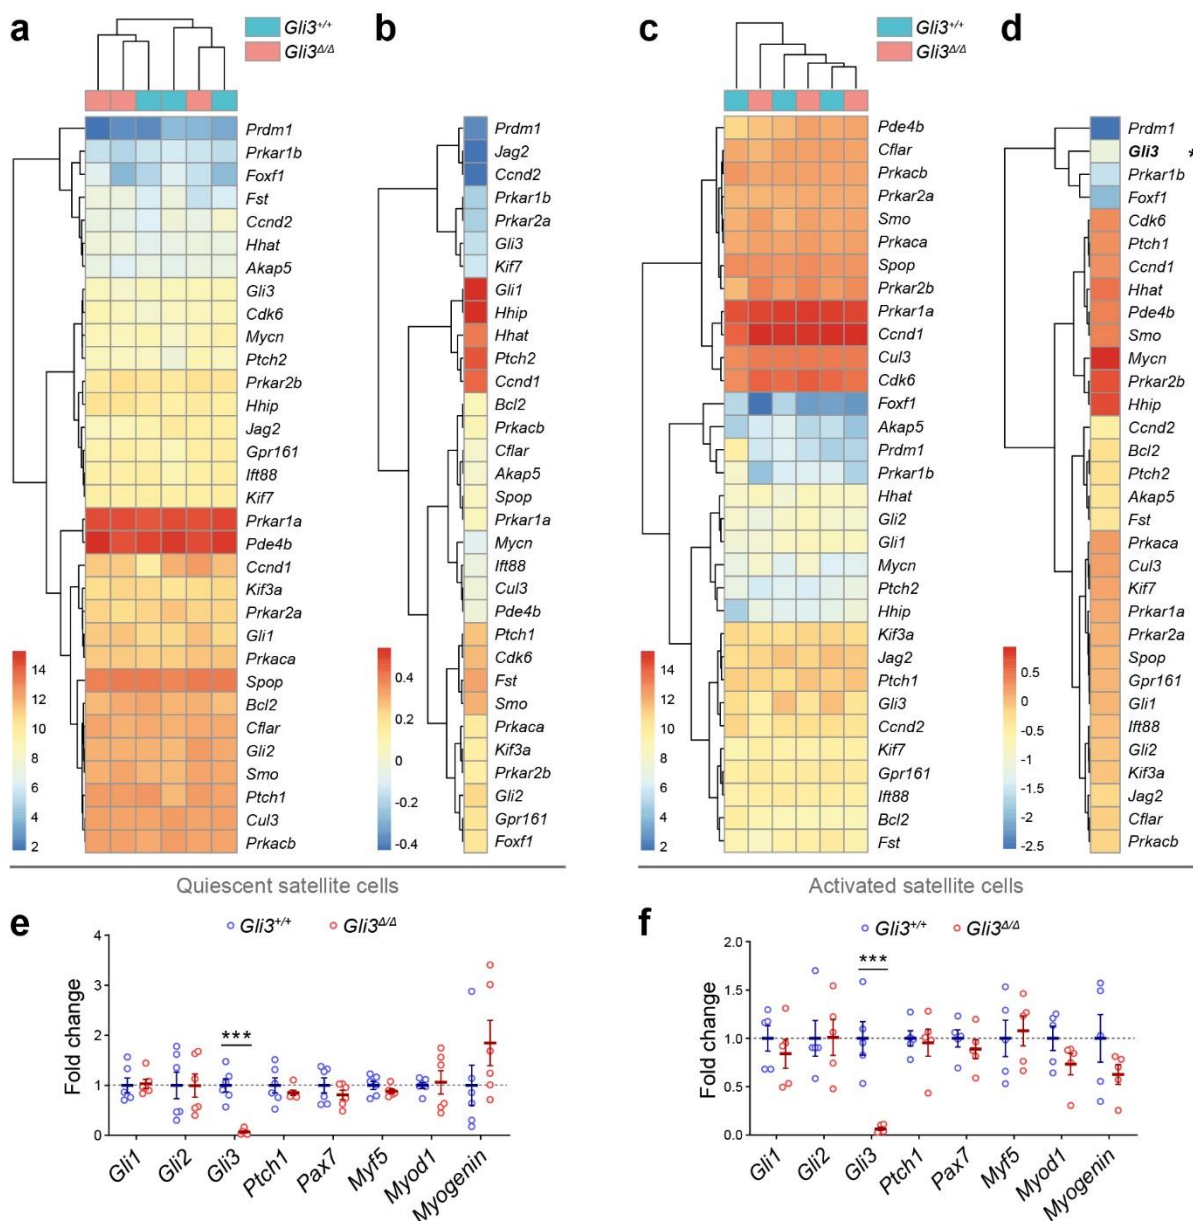 a
Gli3+/+
Gli3Δ/Δ
Prdm1
Prkar1b
Foxf1
Fst
Ccnd2
Hhat
Akap5
Gli3
Cdk6
Mycn
Ptch2
Prkar2b
Hhip
Jag2
Gpr161
Ift88
Kif7
Prkar1a
Pde4b
Ccnd1
Kif3a
Prkar2a
Gli1
Prkaca
Spop
Bcl2
Cflar
Gli2
Smo
Ptch1
Cul3
Prkacb
14
12
10
8
6
4
2
b
Prdm1
Jag2
Ccnd2
Prkar1b
Prkar2a
Gli3
Kif7
Gli1
Hhip
Hhat
Ptch2
Ccnd1
Bcl2
Prkacb
Cflar
Akap5
Spop
Prkar1a
Mycn
Ift88
Cul3
Pde4b
Ptch1
Cdk6
Fst
Smo
Prkaca
Kif3a
Prkar2b
Gli2
Gpr161
Foxf1
0.4
0.2
0
-0.2
-0.4
Quiescent satellite cells
c
Gli3+/+
Gli3Δ/Δ
Pde4b
Cflar
Prkacb
Prkar2a
Smo
Prkaca
Spop
Prkar2b
Prkar1a
Ccnd1
Cul3
Cdk6
Foxf1
Akap5
Prdm1
Prkar1b
Hhat
Gli2
Gli1
Mycn
Ptch2
Hhip
Kif3a
Jag2
Ptch1
Gli3
Ccnd2
Kif7
Gpr161
Ift88
Bcl2
Fst
14
12
10
8
6
4
2
d
Prdm1
Gli3 *
Prkar1b
Foxf1
Cdk6
Ptch1
Ccnd1
Hhat
Pde4b
Smo
Mycn
Prkar2b
Hhip
Ccnd2
Bcl2
Ptch2
Akap5
Fst
Prkaca
Cul3
Kif7
Prkar1a
Prkar2a
Spop
Gpr161
Gli1
Ift88
Gli2
Kif3a
Jag2
Cflar
Prkacb
0.5
0
-0.5
-1
-1.5
-2
-2.5
Activated satellite cells
e
Gli3+/+ Gli3Δ/Δ
Fold change
4
3
2
1
0
***
Gli1 Gli2 Gli3 Ptch1 Pax7 Myf5 Myod1 Myogenin
f
Gli3+/+ Gli3Δ/Δ
Fold change
2.0
1.5
1.0
0.5
0.0
***
Gli1 Gli2 Gli3 Ptch1 Pax7 Myf5 Myod1 Myogenin